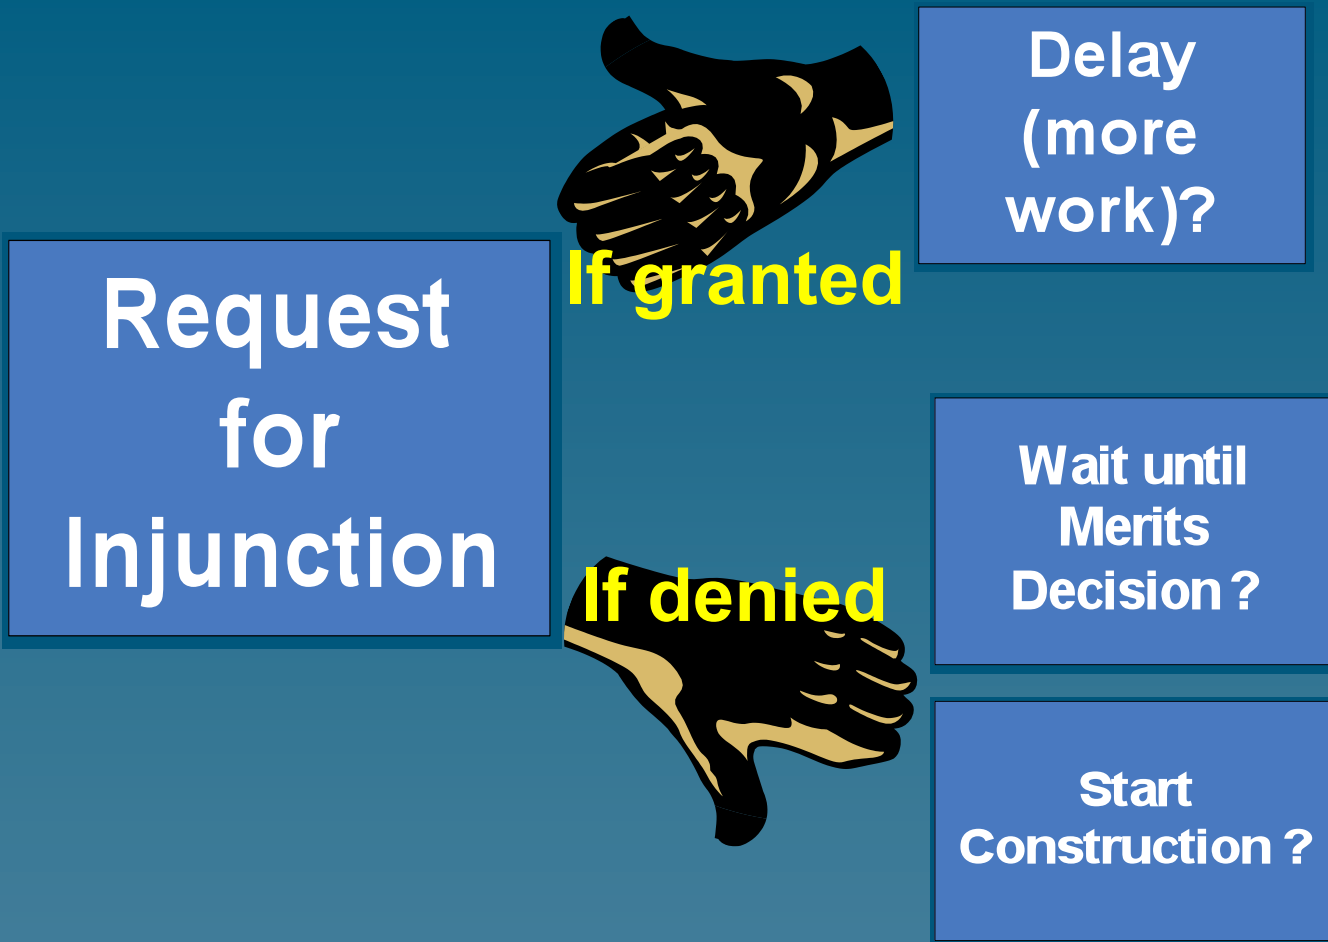 Request
for
Injunction
If granted
Delay
(more
work)?
If denied
Wait until
Merits
Decision ?
Start
Construction ?